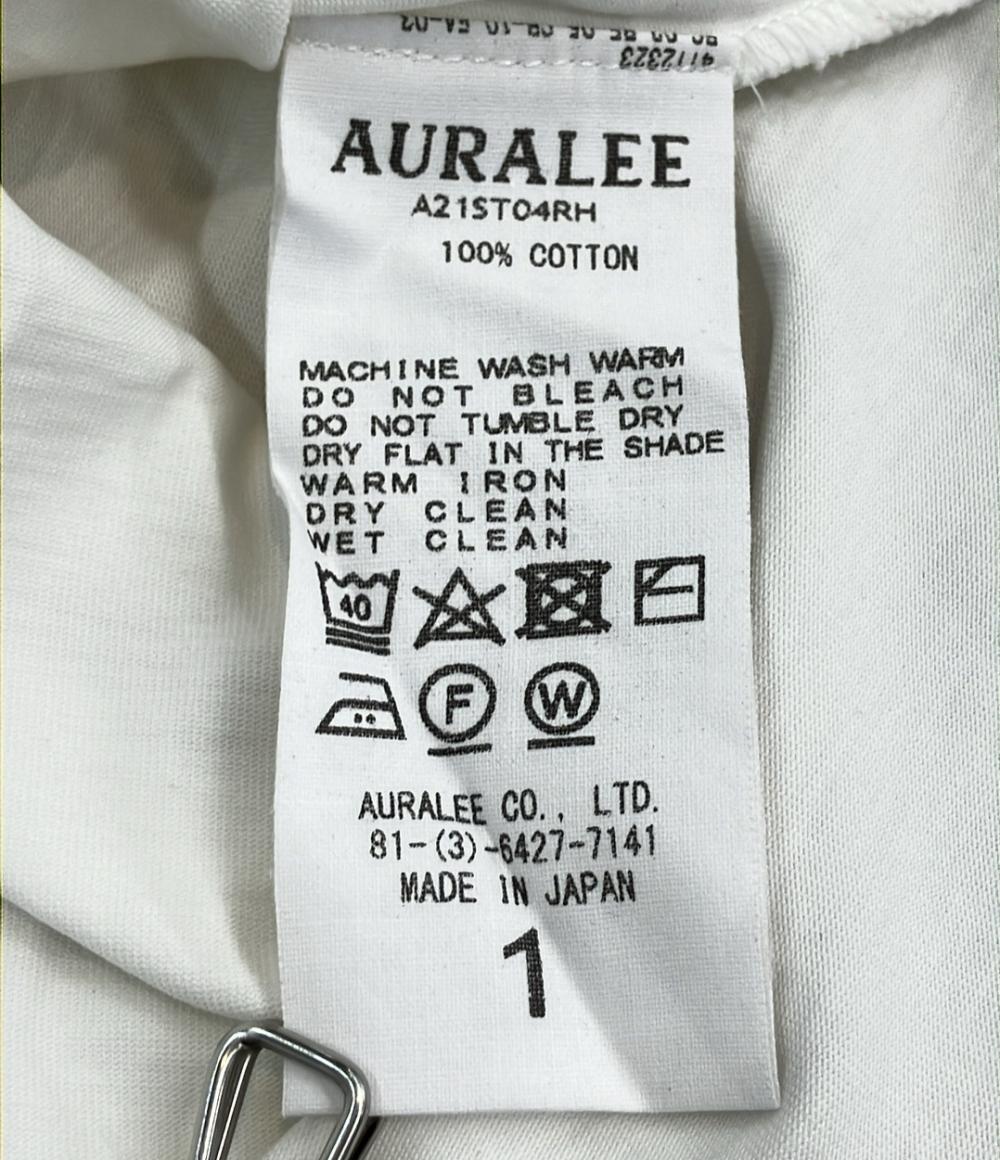 4112323
AURALEE
A21ST04RH
100% COTTON
MACHINE WASH WARM
DO NOT BLEACH
DO NOT TUMBLE DRY
DRY FLAT IN THE SHADE
WARM IRON
DRY CLEAN
WET CLEAN
40
F W
AURALEE CO., LTD.
81-(3)-6427-7141
MADE IN JAPAN
1